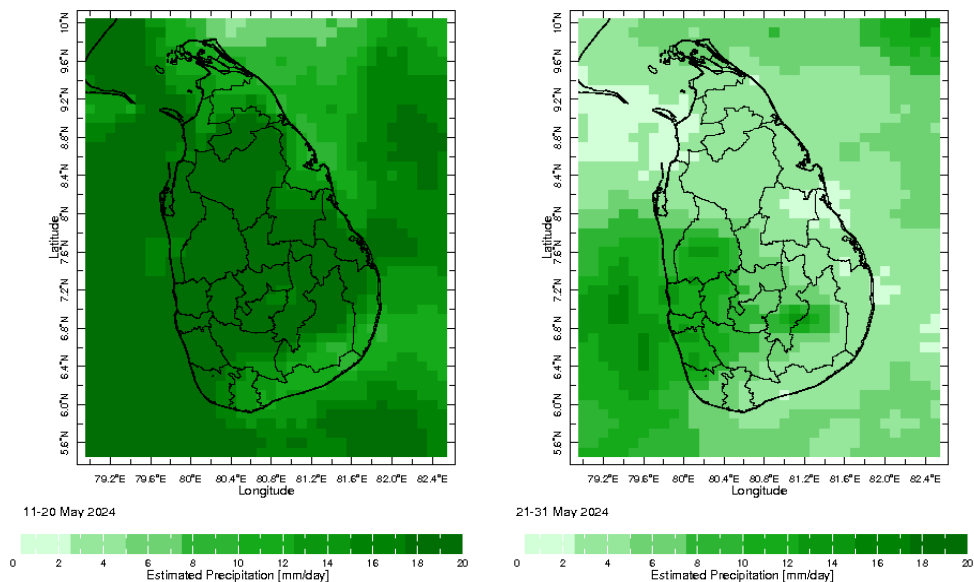 10°N
9.6°N
9.2°N
8.8°N
8.4°N
8°N
7.6°N
7.2°N
6.8°N
6.4°N
6.0°N
5.6°N
Latitude
79.2°E 79.6°E 80°E 80.4°E 80.8°E 81.2°E 81.6°E 82.0°E 82.4°E
Longitude
11-20 May 2024
0 2 4 6 8 10 12 14 16 18 20
Estimated Precipitation [mm/day]
10°N
9.6°N
9.2°N
8.8°N
8.4°N
8°N
7.6°N
7.2°N
6.8°N
6.4°N
6.0°N
5.6°N
Latitude
79.2°E 79.6°E 80°E 80.4°E 80.8°E 81.2°E 81.6°E 82.0°E 82.4°E
Longitude
21-31 May 2024
0 2 4 6 8 10 12 14 16 18 20
Estimated Precipitation [mm/day]